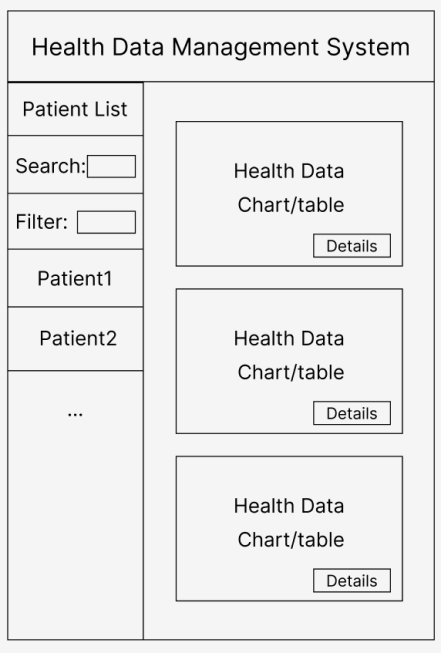 Health Data Management System
Patient List
Search:
Filter:
Patient1
Patient2
...
Health Data
Chart/table
Details
Health Data
Chart/table
Details
Health Data
Chart/table
Details